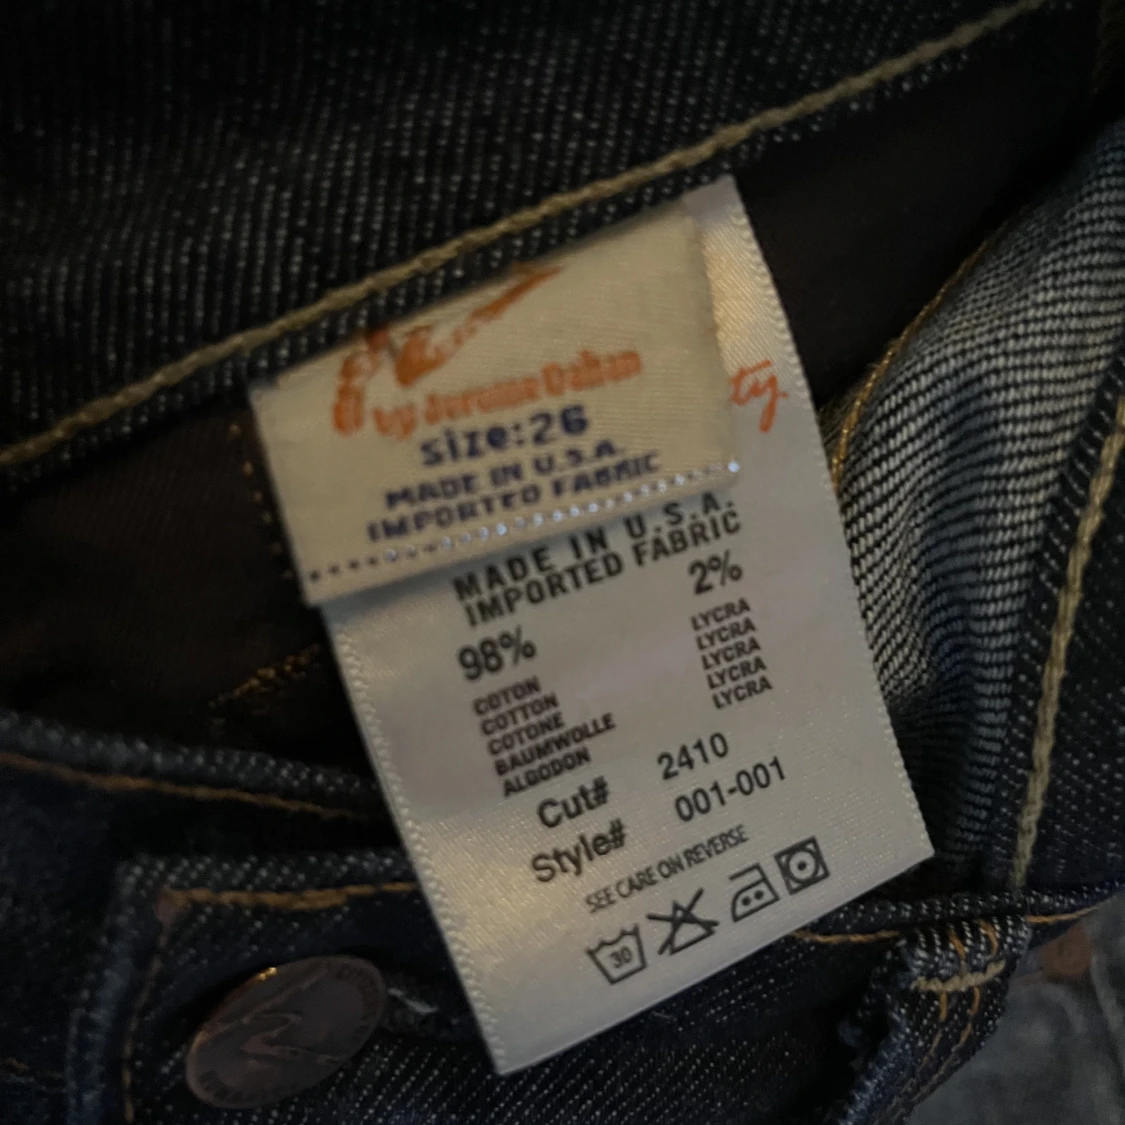 by Jerome Dahan
size:26
MADE IN U.S.A.
IMPORTED FABRIC
ty.
MADE IN U.S.A.
IMPORTED FABRIC
98% 2%
COTON LYCRA
COTTON LYCRA
COTONE LYCRA
BAUMWOLLE LYCRA
ALGODON LYCRA
Cut# 2410
Style# 001-001
SEE CARE ON REVERSE
30